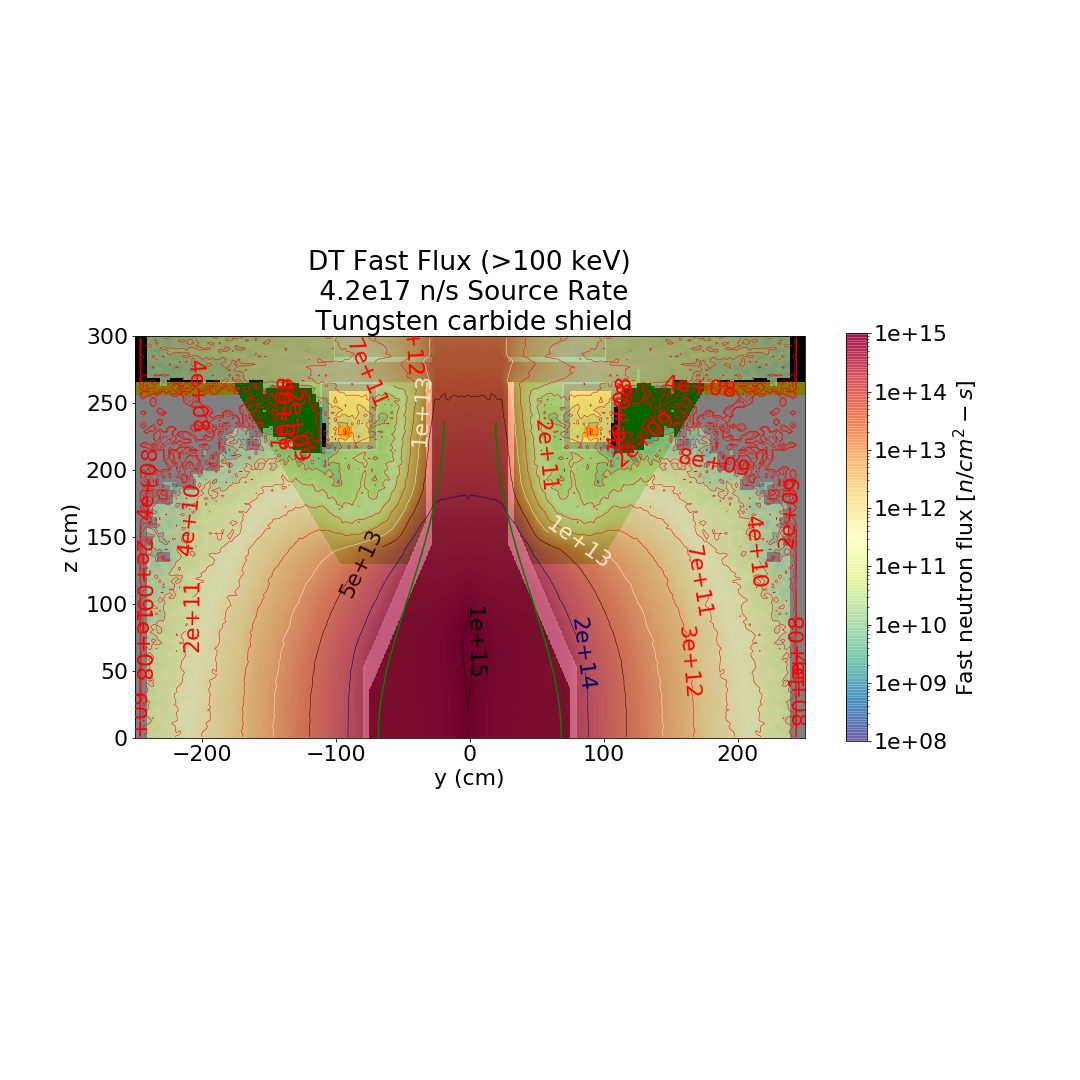 DT Fast Flux (>100 keV)
4.2e17 n/s Source Rate
Tungsten carbide shield
300
250
200
150
100
50
0
z (cm)
−200
−100
0
100
200
y (cm)
7e+11
1e+13
2e+11
8e+09
4e+08
4e+10
2e+11
5e+13
1e+15
1e+13
2e+14
7e+11
3e+12
4e+10
1e+15
1e+14
1e+13
1e+12
1e+11
1e+10
1e+09
1e+08
Fast neutron flux [n/cm² − s]